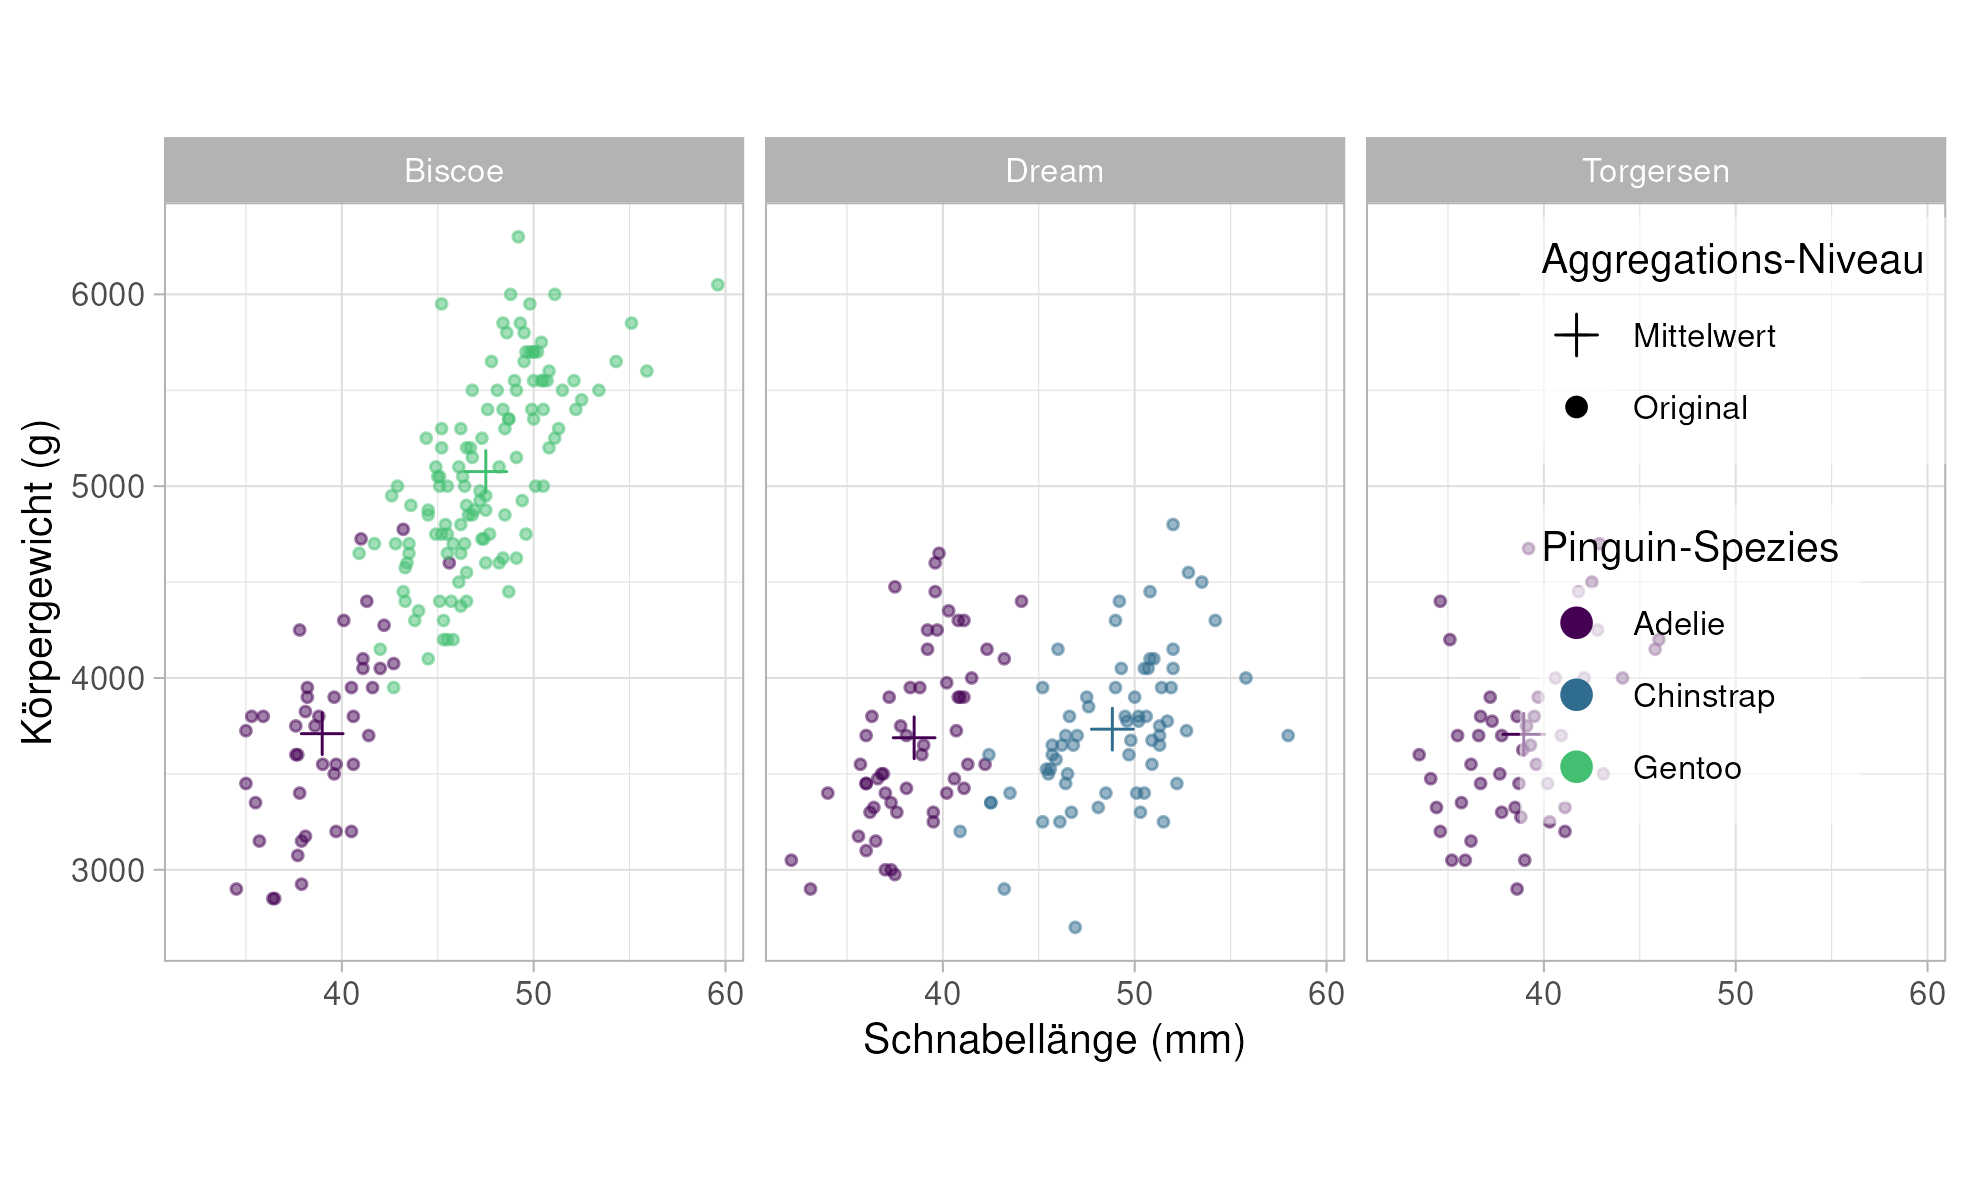 Biscoe
Dream
Torgersen
Körpergewicht (g)
6000
5000
4000
3000
Aggregations-Niveau
Mittelwert
Original
Pinguin-Spezies
Adelie
Chinstrap
Gentoo
40 50 60
40 50 60
40 50 60
Schnabellänge (mm)